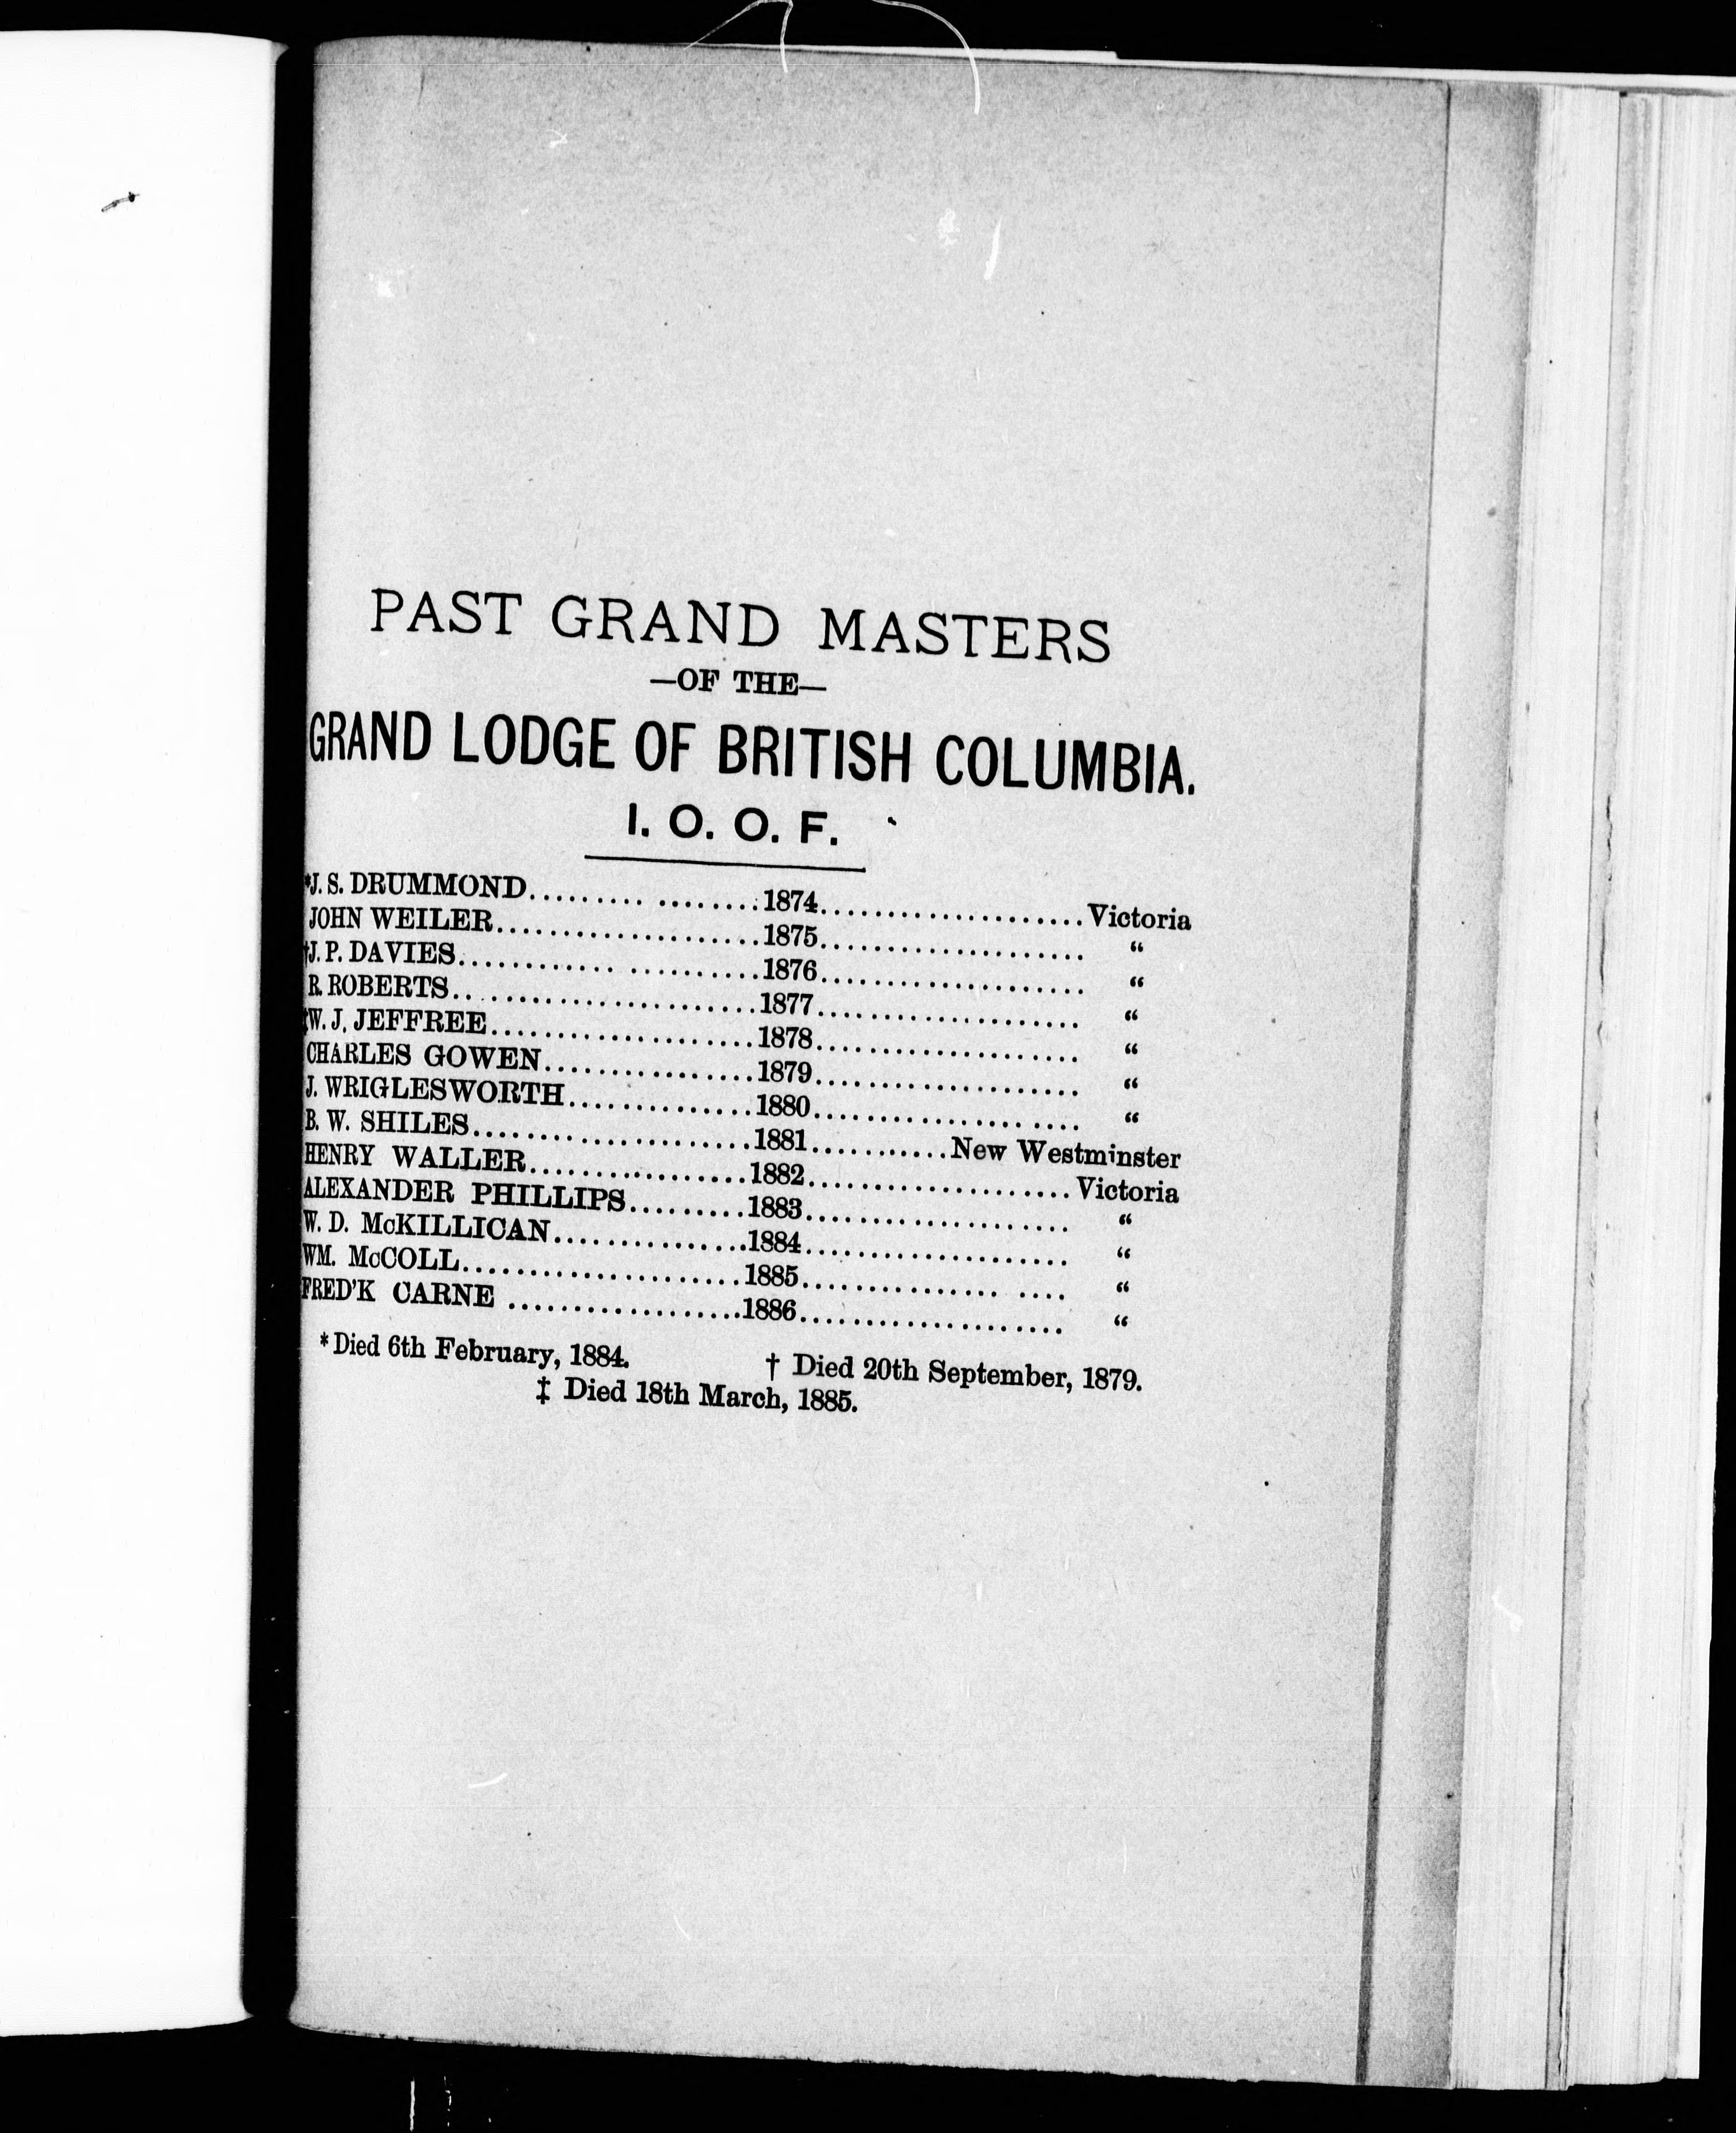 PAST GRAND MASTERS
—OF THE—
GRAND LODGE OF BRITISH COLUMBIA.
I. O. O. F.
*J. S. DRUMMOND......... ........1874....................Victoria
JOHN WEILER....................1875.................... “
†J. P. DAVIES............ ..........1876.................... “
R. ROBERTS.......................1877.................... “
‡W. J. JEFFREE....................1878.................... “
CHARLES GOWEN................1879.................... “
J. WRIGLESWORTH..............1880................ .... “
B. W. SHILES.....................1881...........New Westminster
HENRY WALLER.................1882....................Victoria
ALEXANDER PHILLIPS.........1883.................... “
W. D. McKILLICAN...............1884.................... “
WM. McCOLL.....................1885............... .... “
FRED’K CARNE ..................1886.................... “
*Died 6th February, 1884. † Died 20th September, 1879.
‡ Died 18th March, 1885.